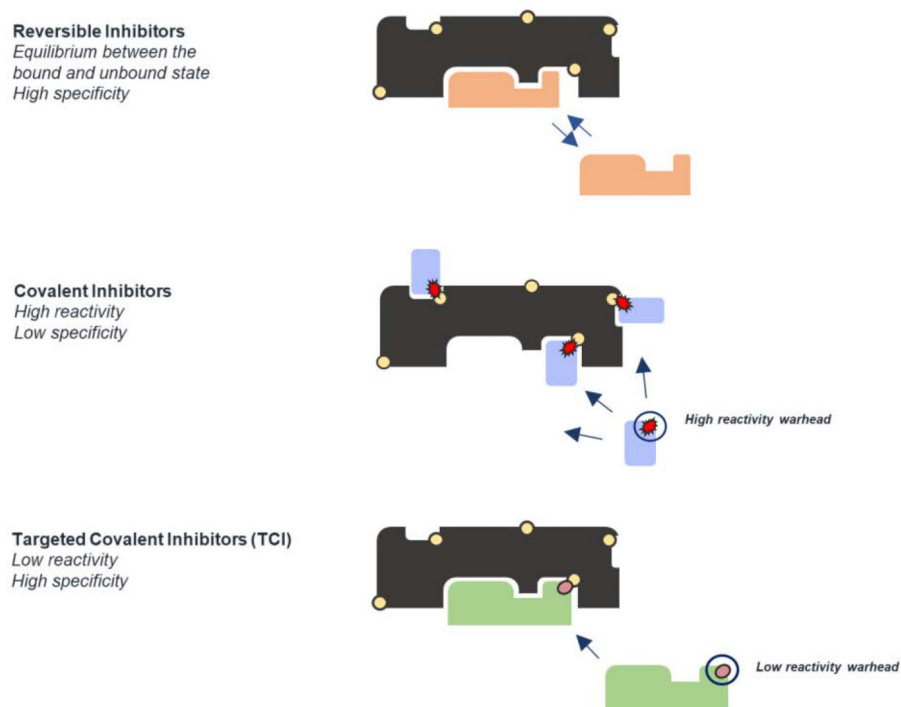 Reversible Inhibitors
Equilibrium between the
bound and unbound state
High specificity
Covalent Inhibitors
High reactivity
Low specificity
High reactivity warhead
Targeted Covalent Inhibitors (TCI)
Low reactivity
High specificity
Low reactivity warhead